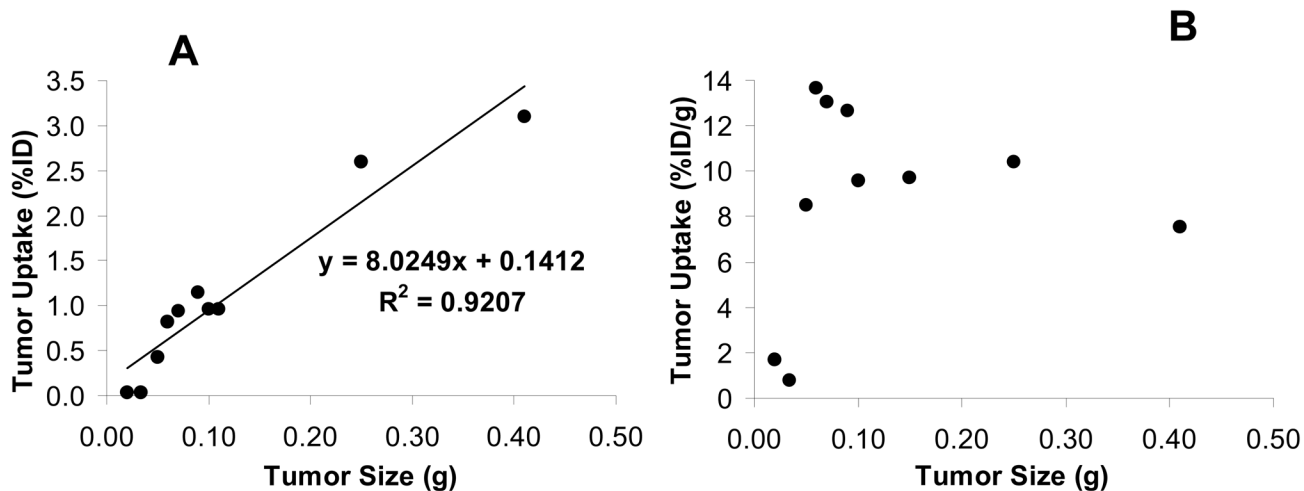 A
Tumor Uptake (%ID)
3.5
3.0
2.5
2.0
1.5
1.0
0.5
0.0
y = 8.0249x + 0.1412
R² = 0.9207
0.00 0.10 0.20 0.30 0.40 0.50
Tumor Size (g)
B
Tumor Uptake (%ID/g)
14
12
10
8
6
4
2
0
0.00 0.10 0.20 0.30 0.40 0.50
Tumor Size (g)